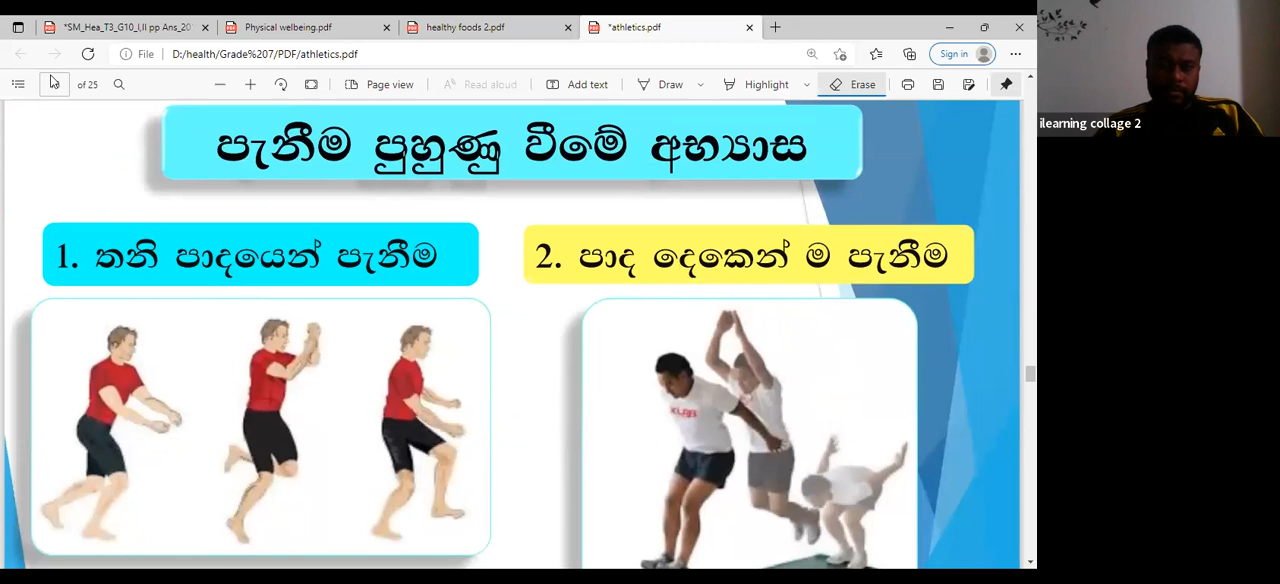 *SM_Hea_T3_G10_I,II pp Ans_20
Physical welbeing.pdf
healthy foods 2.pdf
*athletics.pdf
File
D:/health/Grade%207/PDF/athletics.pdf
Sign in
of 25
Page view
Read aloud
Add text
Draw
Highlight
Erase
ilearning collage 2
පැනීම පුහුණු වීමේ අභ්‍යාස
1. තනි පාදයෙන් පැනීම
2. පාද දෙකෙන් ම පැනීම